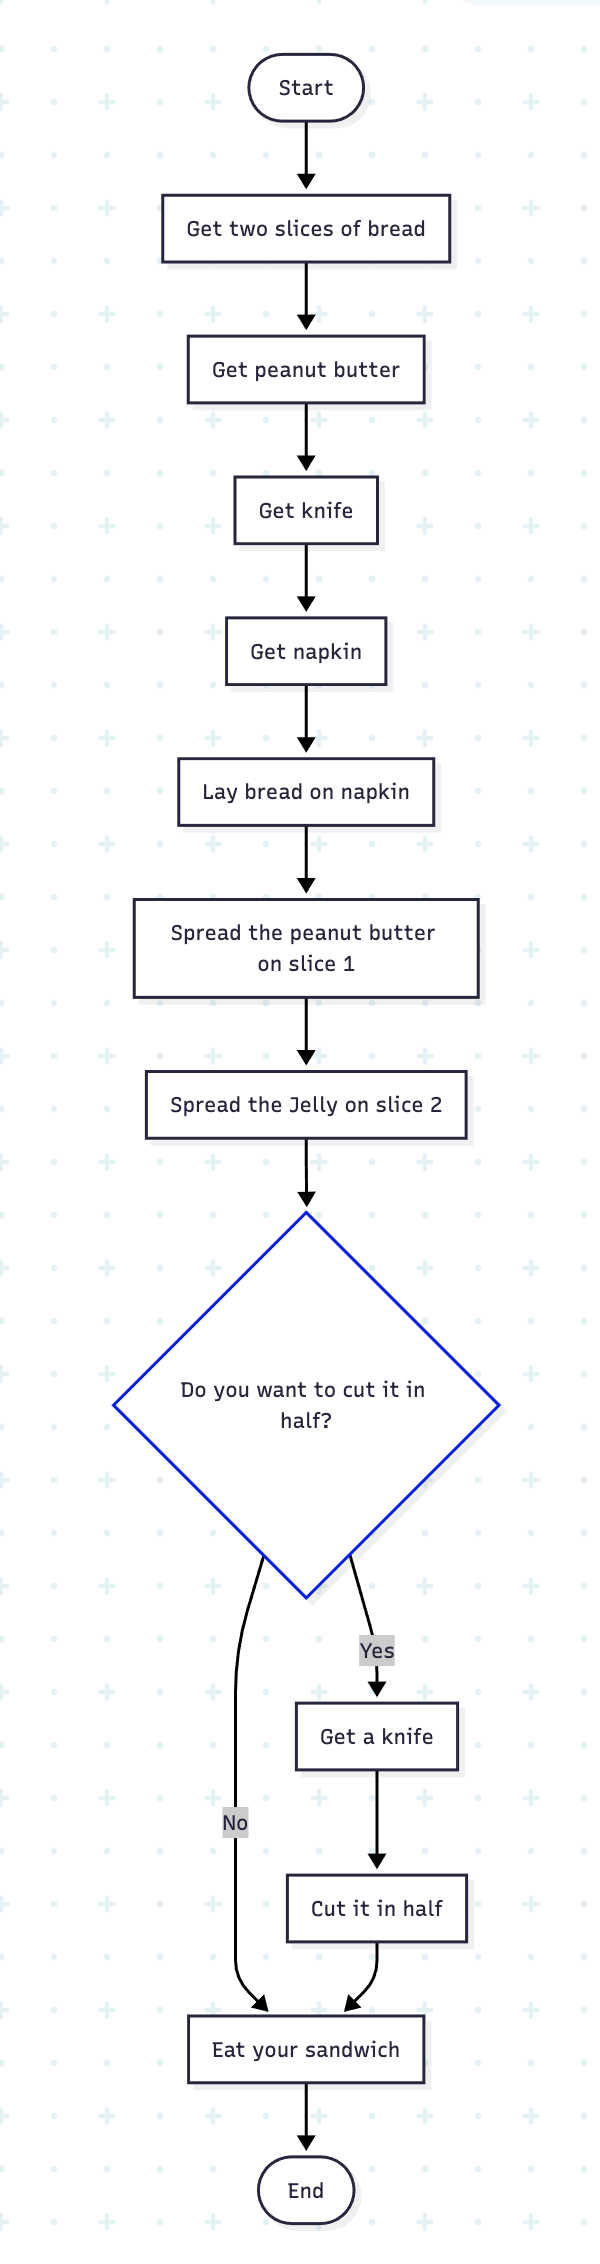 Start
Get two slices of bread
Get peanut butter
Get knife
Get napkin
Lay bread on napkin
Spread the peanut butter
on slice 1
Spread the Jelly on slice 2
Do you want to cut it in
half?
Yes
Get a knife
No
Cut it in half
Eat your sandwich
End